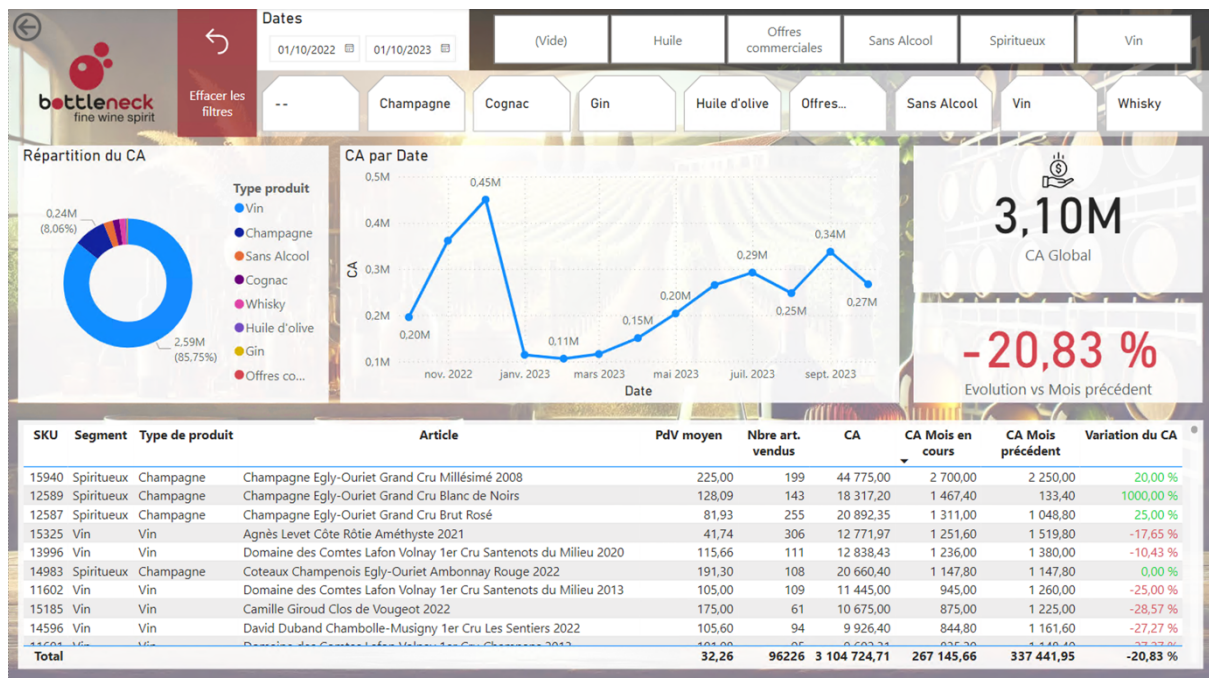 Dates
01/10/2022
01/10/2023
(Vide)
Huile
Offres
commerciales
Sans Alcool
Spiritueux
Vin
bottleneck
fine wine spirit
Effacer les
filtres
--
Champagne
Cognac
Gin
Huile d'olive
Offres...
Sans Alcool
Vin
Whisky
Répartition du CA
Type produit
Vin
Champagne
Sans Alcool
Cognac
Whisky
Huile d'olive
Gin
Offres co...
0,24M
(8,06%)
2,59M
(85,75%)
CA par Date
CA
0,5M
0,4M
0,3M
0,2M
0,1M
0,20M
0,45M
0,11M
0,15M
0,20M
0,29M
0,25M
0,34M
0,27M
nov. 2022
janv. 2023
mars 2023
mai 2023
juil. 2023
sept. 2023
Date
3,10M
CA Global
-20,83 %
Evolution vs Mois précédent
SKU Segment Type de produit Article PdV moyen Nbre art. vendus CA CA Mois en cours CA Mois précédent Variation du CA
15940 Spiritueux Champagne Champagne Egly-Ouriet Grand Cru Millésimé 2008 225,00 199 44 775,00 2 700,00 2 250,00 20,00 %
12589 Spiritueux Champagne Champagne Egly-Ouriet Grand Cru Blanc de Noirs 128,09 143 18 317,20 1 467,40 133,40 1000,00 %
12587 Spiritueux Champagne Champagne Egly-Ouriet Grand Cru Brut Rosé 81,93 255 20 892,35 1 311,00 1 048,80 25,00 %
15325 Vin Vin Agnès Levet Côte Rôtie Améthyste 2021 41,74 306 12 771,97 1 251,60 1 519,80 -17,65 %
13996 Vin Vin Domaine des Comtes Lafon Volnay 1er Cru Santenots du Milieu 2020 115,66 111 12 838,43 1 236,00 1 380,00 -10,43 %
14983 Spiritueux Champagne Coteaux Champenois Egly-Ouriet Ambonnay Rouge 2022 191,30 108 20 660,40 1 147,80 1 147,80 0,00 %
11602 Vin Vin Domaine des Comtes Lafon Volnay 1er Cru Santenots du Milieu 2013 105,00 109 11 445,00 945,00 1 260,00 -25,00 %
15185 Vin Vin Camille Giroud Clos de Vougeot 2022 175,00 61 10 675,00 875,00 1 225,00 -28,57 %
14596 Vin Vin David Duband Chambolle-Musigny 1er Cru Les Sentiers 2022 105,60 94 9 926,40 844,80 1 161,60 -27,27 %
Total 32,26 96226 3 104 724,71 267 145,66 337 441,95 -20,83 %